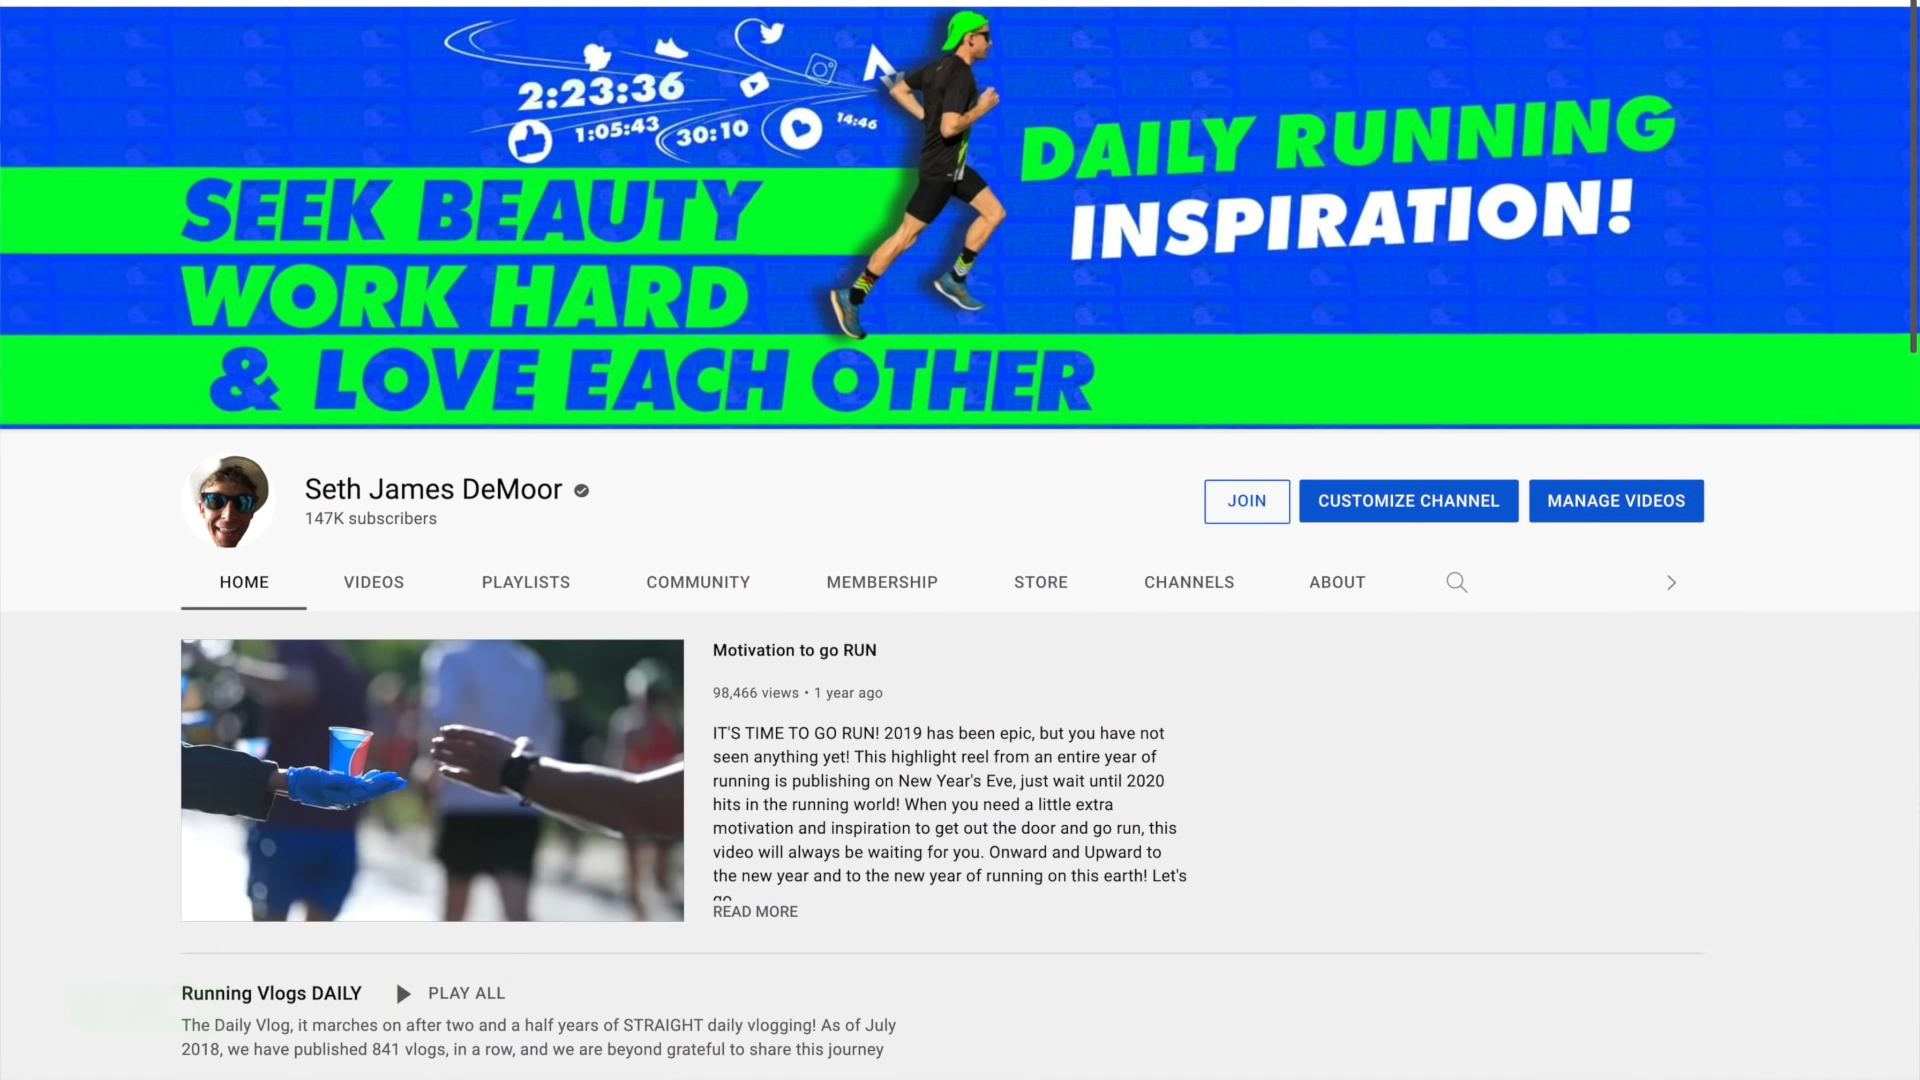 2:23:36
1:05:43
30:10
14:46
SEEK BEAUTY
WORK HARD
& LOVE EACH OTHER
DAILY RUNNING
INSPIRATION!
Seth James DeMoor
147K subscribers
JOIN
CUSTOMIZE CHANNEL
MANAGE VIDEOS
HOME
VIDEOS
PLAYLISTS
COMMUNITY
MEMBERSHIP
STORE
CHANNELS
ABOUT
Motivation to go RUN
98,466 views • 1 year ago
IT'S TIME TO GO RUN! 2019 has been epic, but you have not
seen anything yet! This highlight reel from an entire year of
running is publishing on New Year's Eve, just wait until 2020
hits in the running world! When you need a little extra
motivation and inspiration to get out the door and go run, this
video will always be waiting for you. Onward and Upward to
the new year and to the new year of running on this earth! Let's
READ MORE
Running Vlogs DAILY
PLAY ALL
The Daily Vlog, it marches on after two and a half years of STRAIGHT daily vlogging! As of July
2018, we have published 841 vlogs, in a row, and we are beyond grateful to share this journey